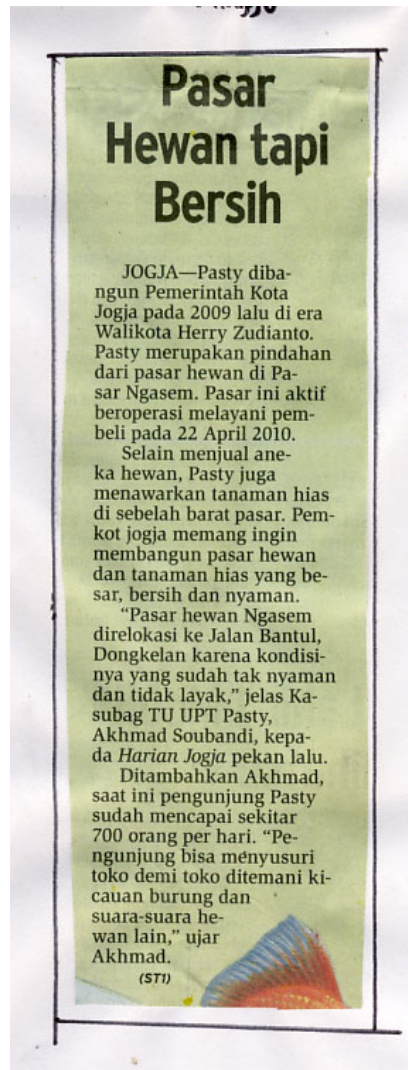 Pasar
Hewan tapi
Bersih
JOGJA—Pasty diba-
ngun Pemerintah Kota
Jogja pada 2009 lalu di era
Walikota Herry Zudianto.
Pasty merupakan pindahan
dari pasar hewan di Pa-
sar Ngasem. Pasar ini aktif
beroperasi melayani pem-
beli pada 22 April 2010.
Selain menjual ane-
ka hewan, Pasty juga
menawarkan tanaman hias
di sebelah barat pasar. Pem-
kot jogja memang ingin
membangun pasar hewan
dan tanaman hias yang be-
sar, bersih dan nyaman.
“Pasar hewan Ngasem
direlokasi ke Jalan Bantul,
Dongkelan karena kondisi-
nya yang sudah tak nyaman
dan tidak layak,” jelas Ka-
subag TU UPT Pasty,
Akhmad Soubandi, kepa-
da Harian Jogja pekan lalu.
Ditambahkan Akhmad,
saat ini pengunjung Pasty
sudah mencapai sekitar
700 orang per hari. “Pe-
ngunjung bisa menyusuri
toko demi toko ditemani ki-
cauan burung dan
suara-suara he-
wan lain,” ujar
Akhmad.
(ST1)